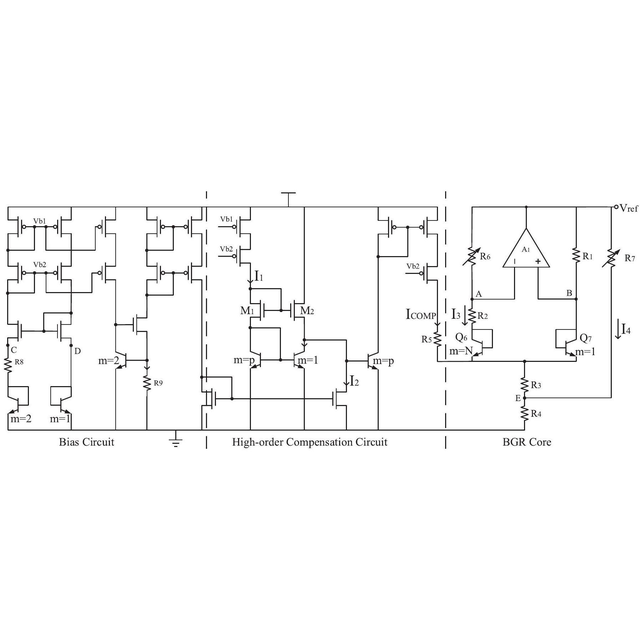 Vb1
Vb2
C
D
R8
m=2
m=1
m=2
R9
Bias Circuit
Vb1
Vb2
I1
M1
M2
m=p
m=1
I2
m=p
High-order Compensation Circuit
Vb2
ICOMP
R5
Vref
R6
A1
- +
R1
R7
A
B
I3
R2
Q6
m=N
Q7
m=1
I4
R3
E
R4
BGR Core